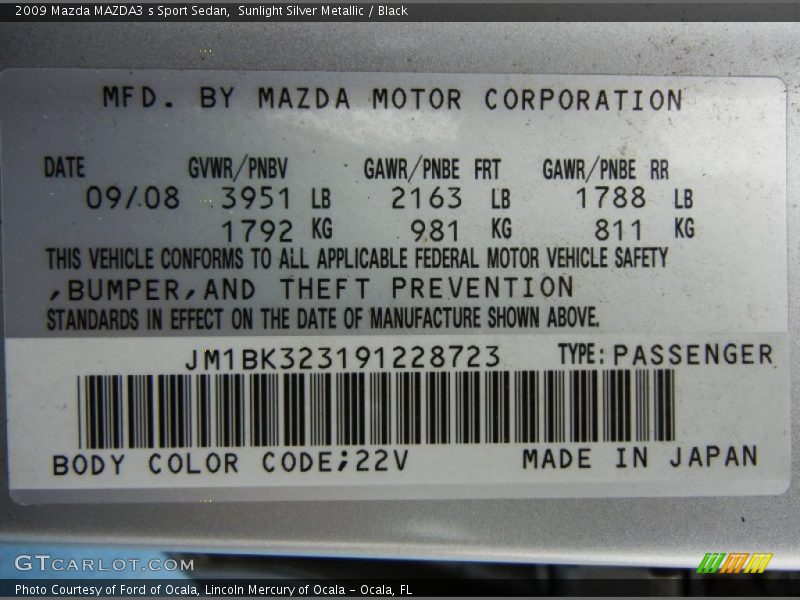 2009 Mazda MAZDA3 s Sport Sedan,  Sunlight Silver Metallic / Black
MFD. BY MAZDA MOTOR CORPORATION
DATE GVWR/PNBV GAWR/PNBE FRT GAWR/PNBE RR
09/08 3951 LB 2163 LB 1788 LB
1792 KG 981 KG 811 KG
THIS VEHICLE CONFORMS TO ALL APPLICABLE FEDERAL MOTOR VEHICLE SAFETY
,BUMPER,AND THEFT PREVENTION
STANDARDS IN EFFECT ON THE DATE OF MANUFACTURE SHOWN ABOVE.
JM1BK323191228723 TYPE: PASSENGER
BODY COLOR CODE;22V MADE IN JAPAN
GTCARLOT.COM
Photo Courtesy of Ford of Ocala, Lincoln Mercury of Ocala - Ocala, FL